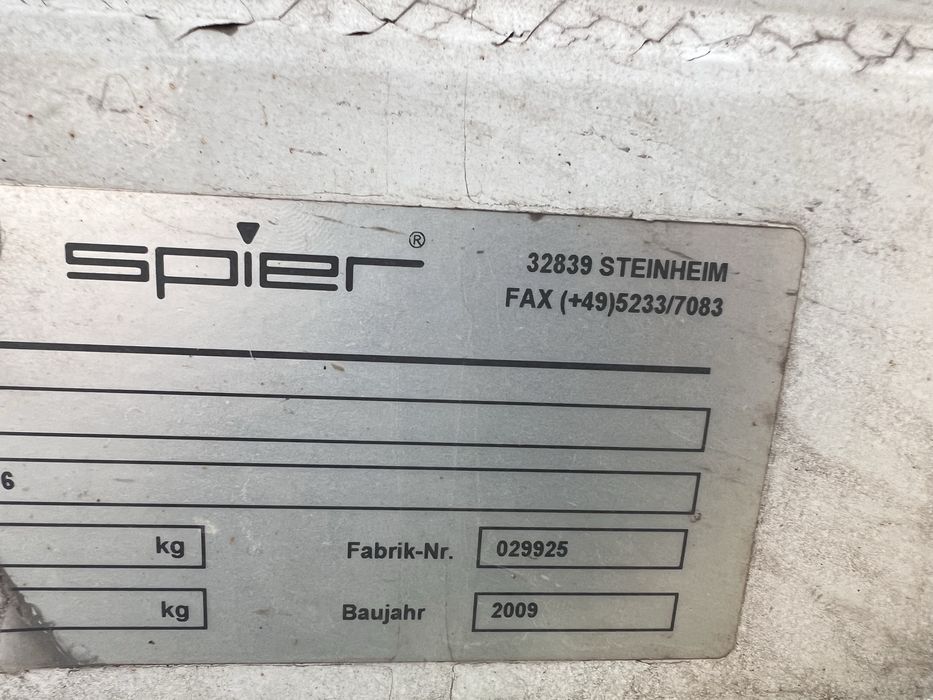 spier®
32839 STEINHEIM
FAX (+49)5233/7083
6
kg
Fabrik-Nr. 029925
kg
Baujahr 2009